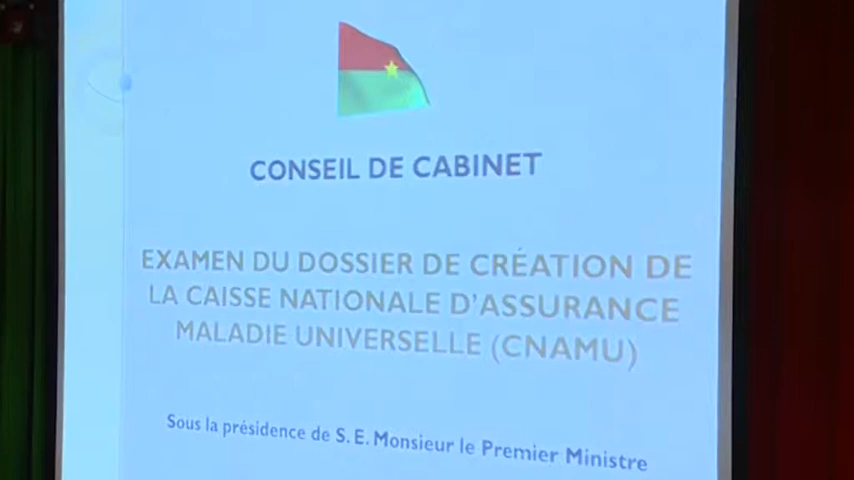 CONSEIL DE CABINET
EXAMEN DU DOSSIER DE CRÉATION DE
LA CAISSE NATIONALE D'ASSURANCE
MALADIE UNIVERSELLE (CNAMU)
Sous la présidence de S. E. Monsieur le Premier Ministre